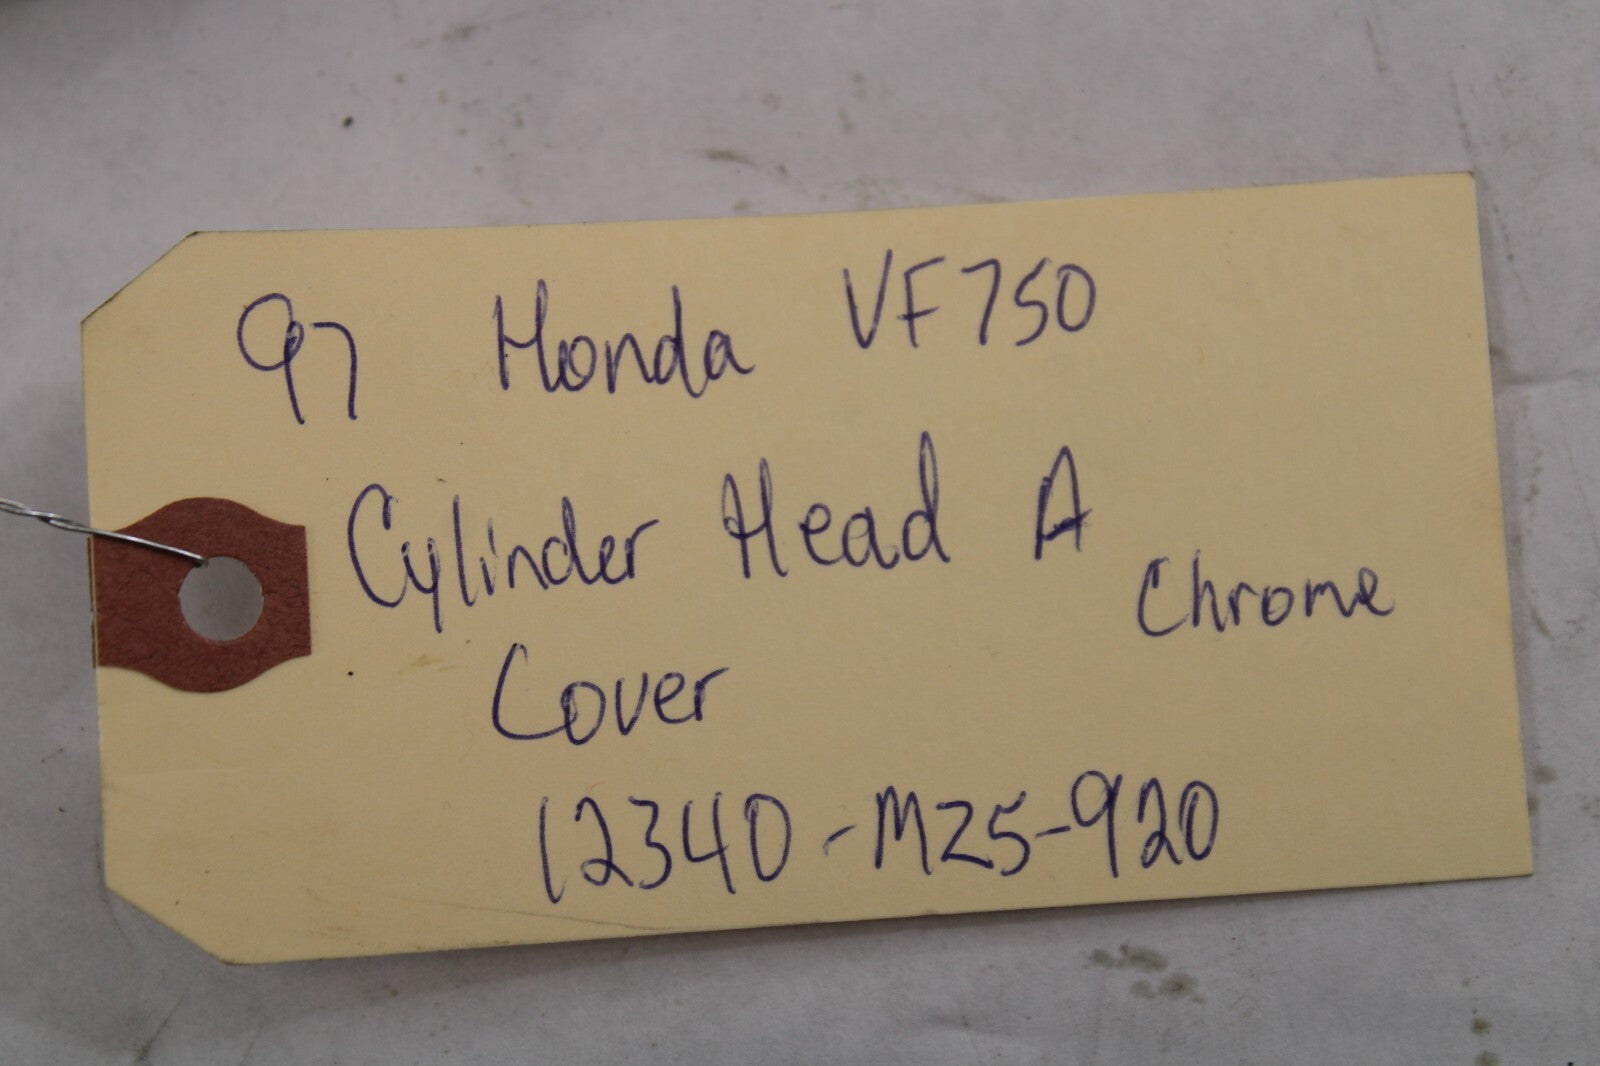 97 Honda VF750
Cylinder Head A
Chrome
Cover
12340-MZ5-920